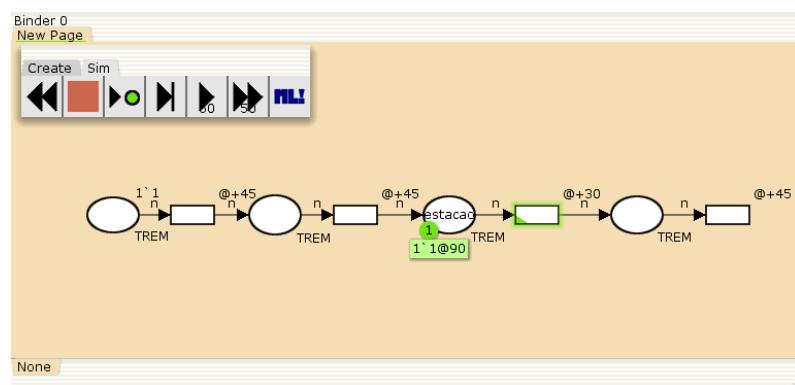 Binder 0
New Page
Create Sim
50 50 ML!
1`1 @+45 @+45 @+30 @+45
n n n n n n n
estacao
1
TREM TREM TREM TREM
1`1@90
None